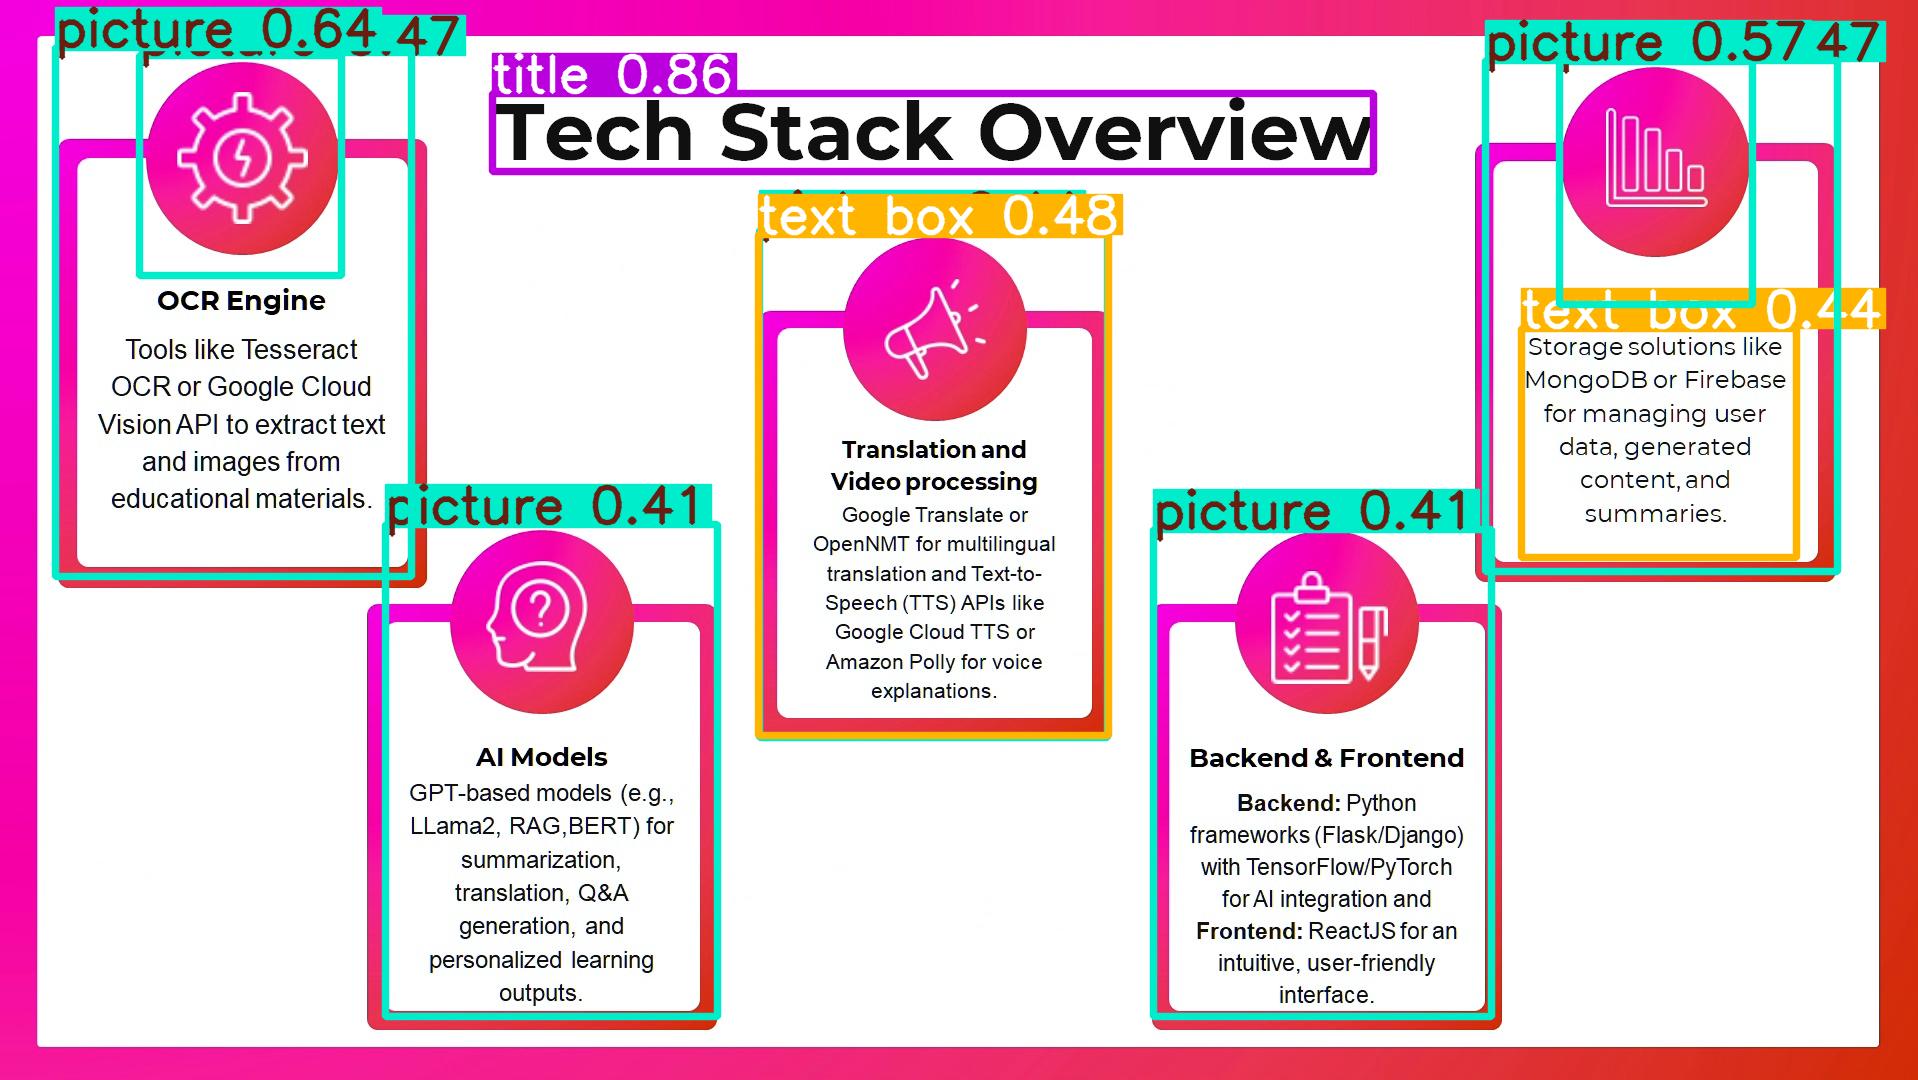 picture 0.64
47
title 0.86
Tech Stack Overview
picture 0.57
47
OCR Engine
Tools like Tesseract
OCR or Google Cloud
Vision API to extract text
and images from
educational materials.
picture 0.41
AI Models
GPT-based models (e.g.,
LLama2, RAG,BERT) for
summarization,
translation, Q&A
generation, and
personalized learning
outputs.
text box 0.48
Translation and
Video processing
Google Translate or
OpenNMT for multilingual
translation and Text-to-
Speech (TTS) APIs like
Google Cloud TTS or
Amazon Polly for voice
explanations.
picture 0.41
Backend & Frontend
Backend: Python
frameworks (Flask/Django)
with TensorFlow/PyTorch
for AI integration and
Frontend: ReactJS for an
intuitive, user-friendly
interface.
text box 0.44
Storage solutions like
MongoDB or Firebase
for managing user
data, generated
content, and
summaries.